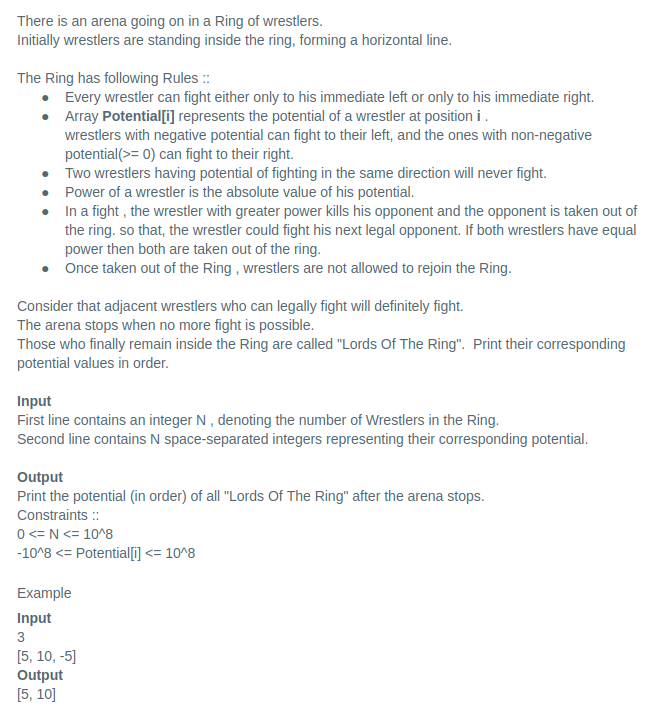 There is an arena going on in a Ring of wrestlers.
Initially wrestlers are standing inside the ring, forming a horizontal line.
The Ring has following Rules ::
● Every wrestler can fight either only to his immediate left or only to his immediate right.
● Array Potential[i] represents the potential of a wrestler at position i .
wrestlers with negative potential can fight to their left, and the ones with non-negative
potential(>= 0) can fight to their right.
● Two wrestlers having potential of fighting in the same direction will never fight.
● Power of a wrestler is the absolute value of his potential.
● In a fight , the wrestler with greater power kills his opponent and the opponent is taken out of
the ring. so that, the wrestler could fight his next legal opponent. If both wrestlers have equal
power then both are taken out of the ring.
● Once taken out of the Ring , wrestlers are not allowed to rejoin the Ring.
Consider that adjacent wrestlers who can legally fight will definitely fight.
The arena stops when no more fight is possible.
Those who finally remain inside the Ring are called "Lords Of The Ring". Print their corresponding
potential values in order.
Input
First line contains an integer N , denoting the number of Wrestlers in the Ring.
Second line contains N space-separated integers representing their corresponding potential.
Output
Print the potential (in order) of all "Lords Of The Ring" after the arena stops.
Constraints ::
0 <= N <= 10^8
-10^8 <= Potential[i] <= 10^8
Example
Input
3
[5, 10, -5]
Output
[5, 10]